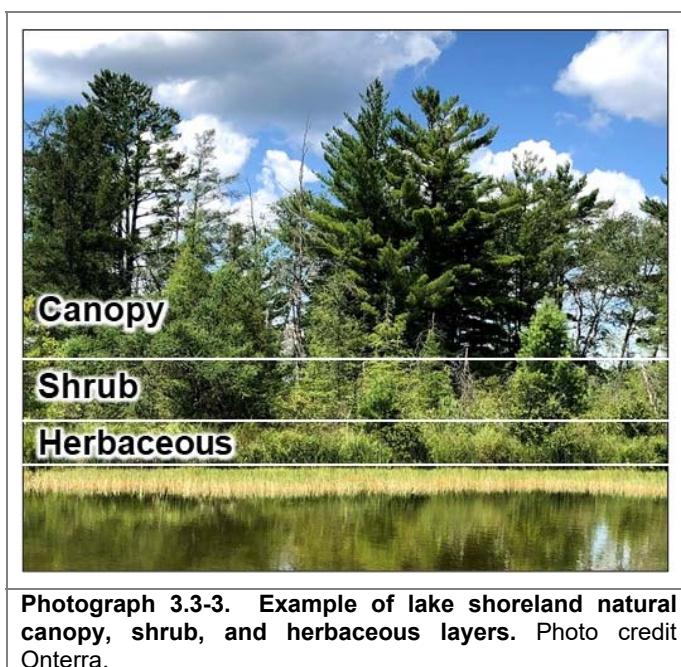 Canopy
Shrub
Herbaceous
Photograph 3.3-3. Example of lake shoreland natural
canopy, shrub, and herbaceous layers. Photo credit
Onterra.